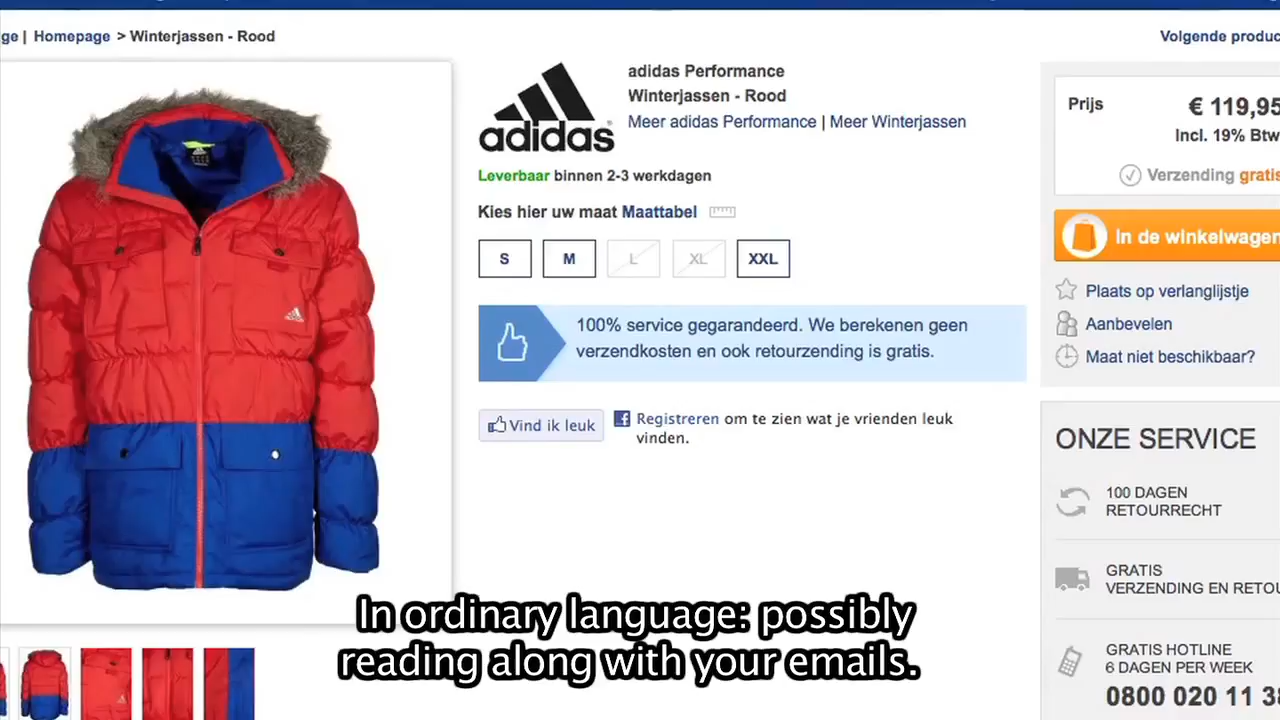 ge | Homepage > Winterjassen - Rood
Volgende produc
adidas
adidas Performance
Winterjassen - Rood
Meer adidas Performance | Meer Winterjassen
Leverbaar binnen 2-3 werkdagen
Kies hier uw maat Maattabel
S M L XL XXL
100% service gegarandeerd. We berekenen geen
verzendkosten en ook retourzending is gratis.
Vind ik leuk
Registreren om te zien wat je vrienden leuk
vinden.
Prijs € 119,95
Incl. 19% Btw
Verzending gratis
In de winkelwagen
Plaats op verlanglijstje
Aanbevelen
Maat niet beschikbaar?
ONZE SERVICE
100 DAGEN
RETOURRECHT
GRATIS
VERZENDING EN RETOU
GRATIS HOTLINE
6 DAGEN PER WEEK
0800 020 11 38
In ordinary language: possibly
reading along with your emails.